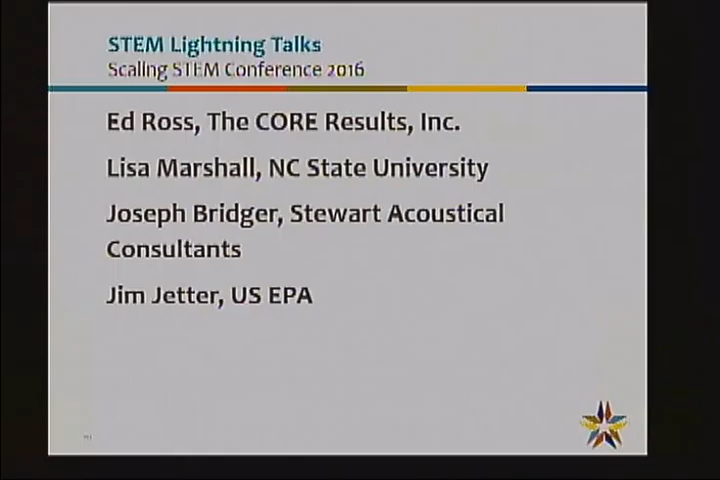 STEM Lightning Talks
Scaling STEM Conference 2016
Ed Ross, The CORE Results, Inc.
Lisa Marshall, NC State University
Joseph Bridger, Stewart Acoustical
Consultants
Jim Jetter, US EPA